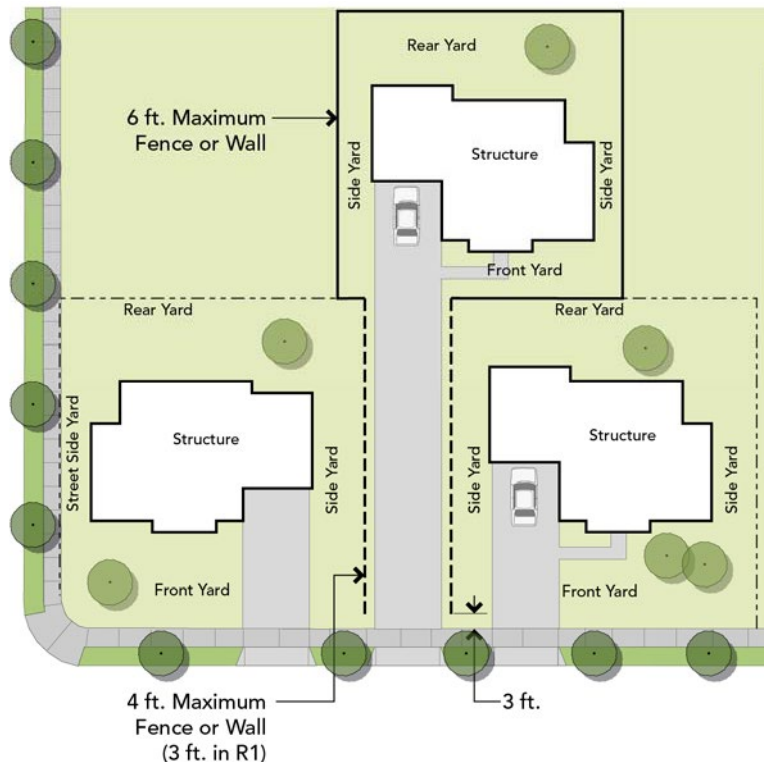 Rear Yard
6 ft. Maximum
Fence or Wall
Side Yard
Structure
Side Yard
Front Yard
Rear Yard
Rear Yard
Street Side Yard
Structure
Side Yard
Side Yard
Structure
Side Yard
Front Yard
Front Yard
4 ft. Maximum
Fence or Wall
(3 ft. in R1)
3 ft.